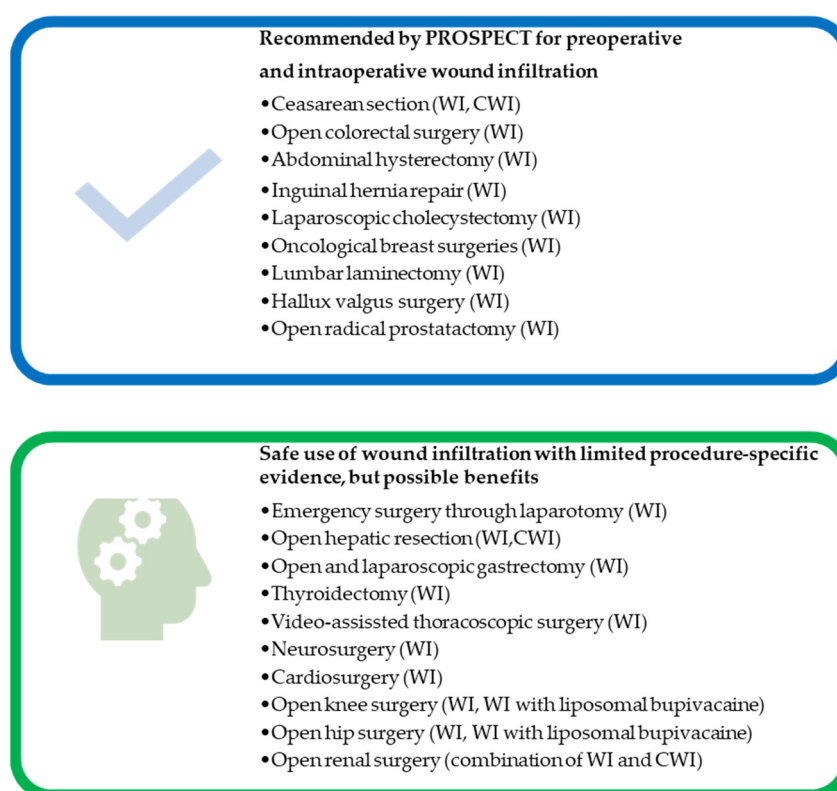 Recommended by PROSPECT for preoperative
and intraoperative wound infiltration
•Ceasarean section (WI, CWI)
•Open colorectal surgery (WI)
•Abdominal hysterectomy (WI)
•Inguinal hernia repair (WI)
•Laparoscopic cholecystectomy (WI)
•Oncological breast surgeries (WI)
•Lumbar laminectomy (WI)
•Hallux valgus surgery (WI)
•Open radical prostatactomy (WI)
Safe use of wound infiltration with limited procedure-specific
evidence, but possible benefits
•Emergency surgery through laparotomy (WI)
•Open hepatic resection (WI,CWI)
•Open and laparoscopic gastrectomy (WI)
•Thyroidectomy (WI)
•Video-assissted thoracoscopic surgery (WI)
•Neurosurgery (WI)
•Cardiosurgery (WI)
•Open knee surgery (WI, WI with liposomal bupivacaine)
•Open hip surgery (WI, WI with liposomal bupivacaine)
•Open renal surgery (combination of WI and CWI)